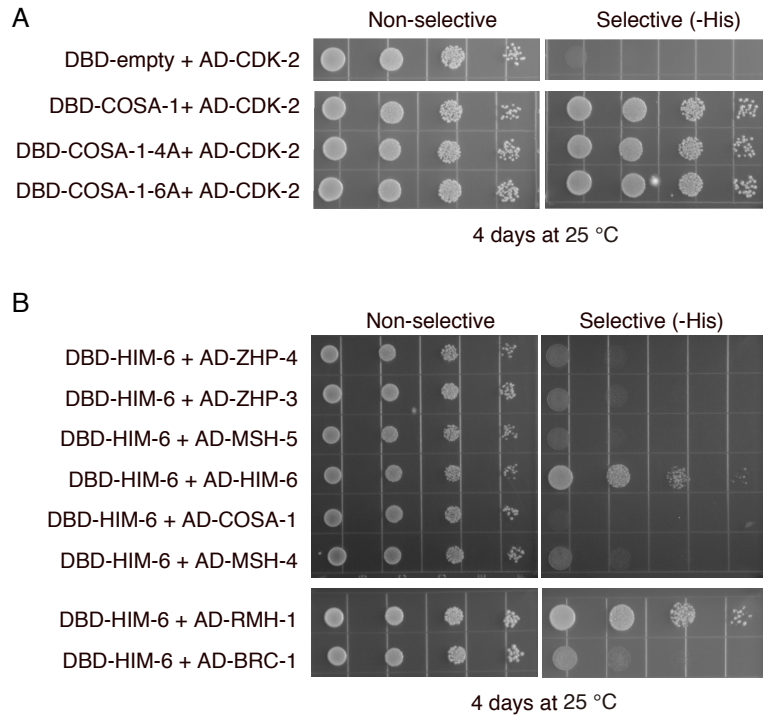 A
Non-selective Selective (-His)
DBD-empty + AD-CDK-2
DBD-COSA-1+ AD-CDK-2
DBD-COSA-1-4A+ AD-CDK-2
DBD-COSA-1-6A+ AD-CDK-2
4 days at 25 °C
B
Non-selective Selective (-His)
DBD-HIM-6 + AD-ZHP-4
DBD-HIM-6 + AD-ZHP-3
DBD-HIM-6 + AD-MSH-5
DBD-HIM-6 + AD-HIM-6
DBD-HIM-6 + AD-COSA-1
DBD-HIM-6 + AD-MSH-4
DBD-HIM-6 + AD-RMH-1
DBD-HIM-6 + AD-BRC-1
4 days at 25 °C